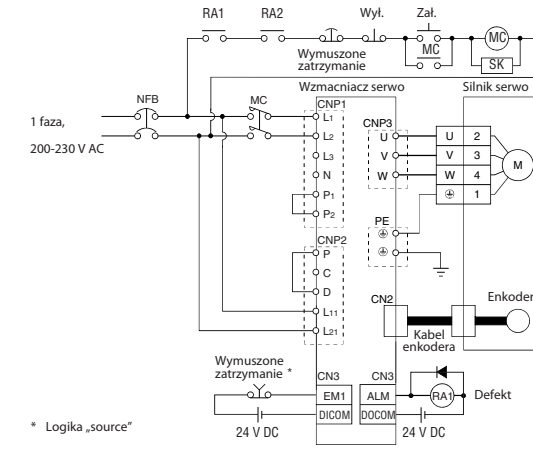 RA1 RA2 Wył. Zał.
MC
MC
SK
Wymuszone
zatrzymanie
Wzmacniacz serwo
Silnik serwo
NFB
MC
CNP1
1 faza,
200-230 V AC
L1
L2
L3
N
P1
P2
CNP3
U
V
W
U 2
V 3
W 4
1
M
PE
CNP2
P
C
D
L11
L21
CN2
Enkoder
Kabel
enkodera
Wymuszone
zatrzymanie *
CN3
EM1
DICOM
24 V DC
CN3
ALM
DOCOM
24 V DC
RA1
Defekt
* Logika „source”